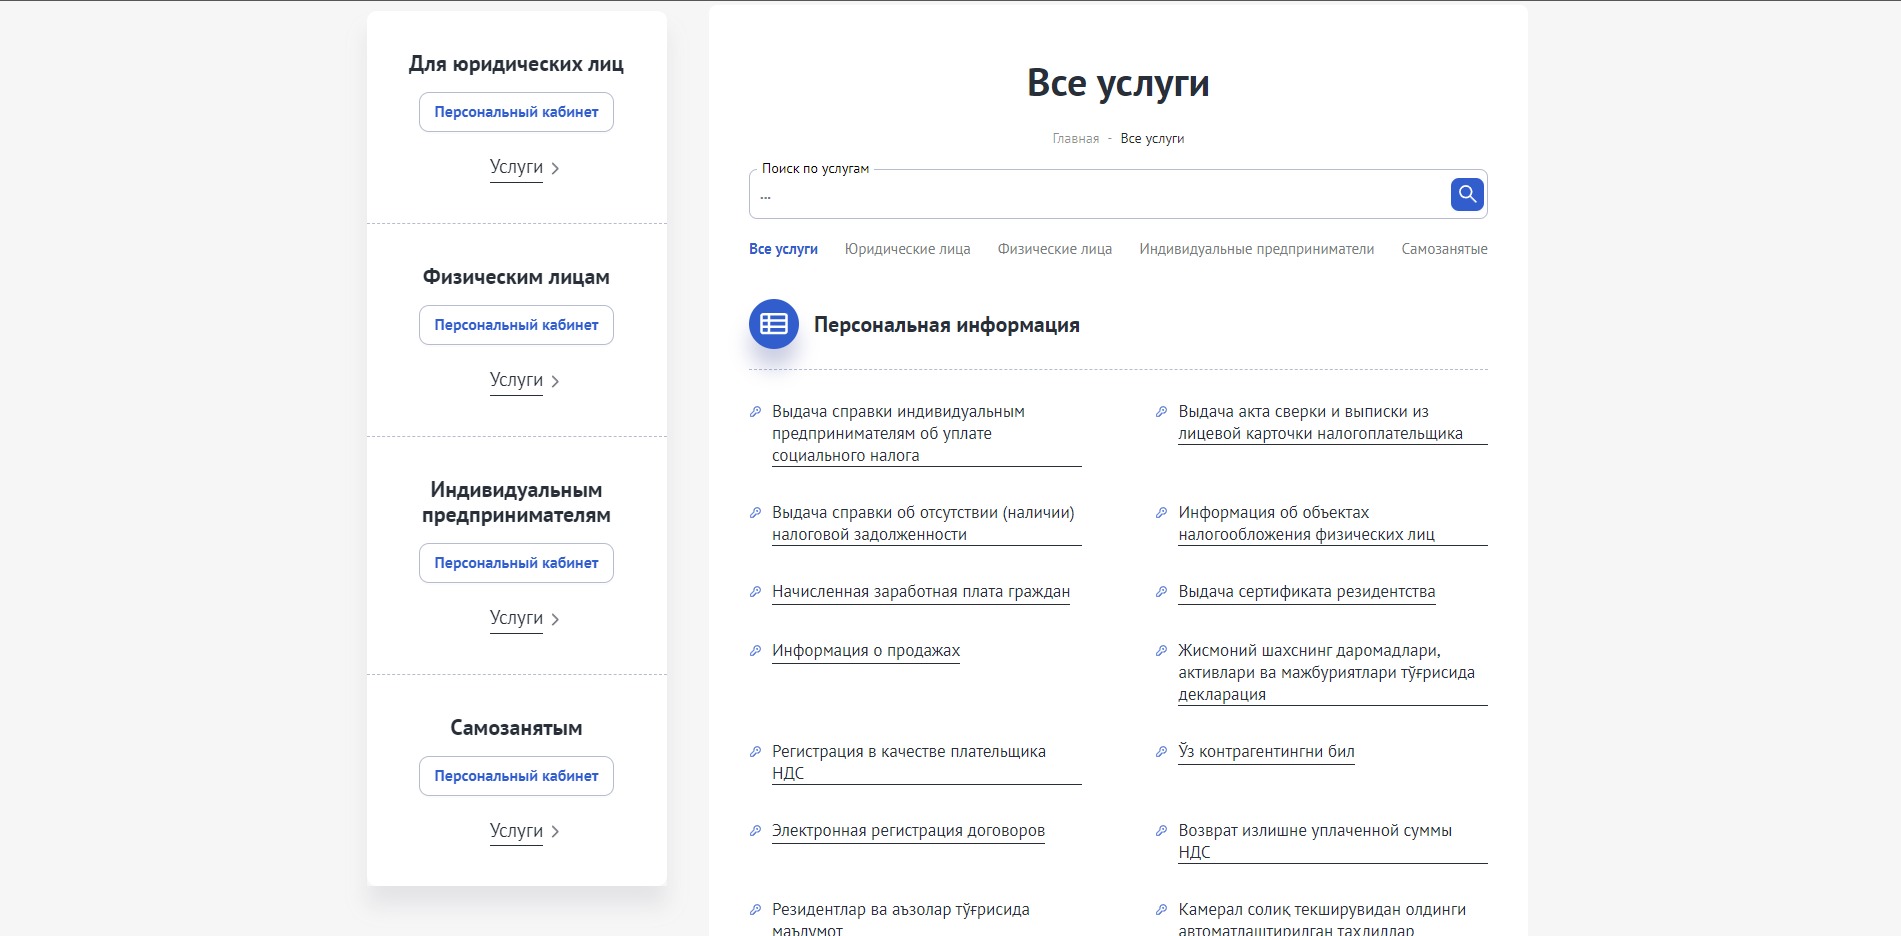 Для юридических лиц
Персональный кабинет
Услуги
Физическим лицам
Персональный кабинет
Услуги
Индивидуальным
предпринимателям
Персональный кабинет
Услуги
Самозанятым
Персональный кабинет
Услуги
Все услуги
Главная - Все услуги
Поиск по услугам
...
Все услуги Юридические лица Физические лица Индивидуальные предприниматели Самозанятые
Персональная информация
Выдача справки индивидуальным
предпринимателям об уплате
социального налога
Выдача акта сверки и выписки из
лицевой карточки налогоплательщика
Выдача справки об отсутствии (наличии)
налоговой задолженности
Информация об объектах
налогообложения физических лиц
Начисленная заработная плата граждан
Выдача сертификата резидентства
Информация о продажах
Жисмоний шахснинг даромадлари,
активлари ва мажбуриятлари тўғрисида
декларация
Регистрация в качестве плательщика
НДС
Ўз контрагентингни бил
Электронная регистрация договоров
Возврат излишне уплаченной суммы
НДС
Резидентлар ва аъзолар тўғрисида
маълумот
Камерал солиқ текширувидан олдинги
автоматлаштирилган таҳлиллар